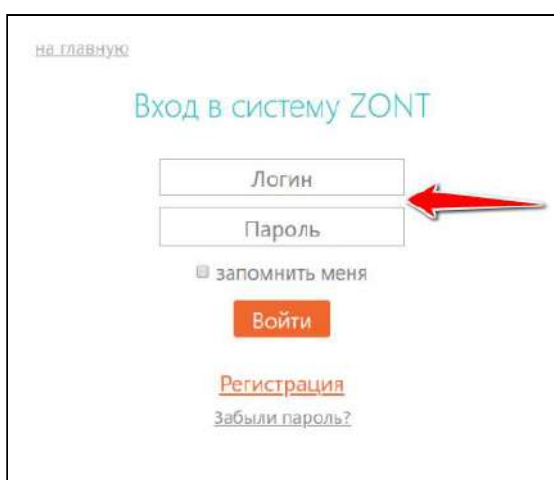 на главную
Вход в систему ZONT
Логин
Пароль
запомнить меня
Войти
Регистрация
Забыли пароль?